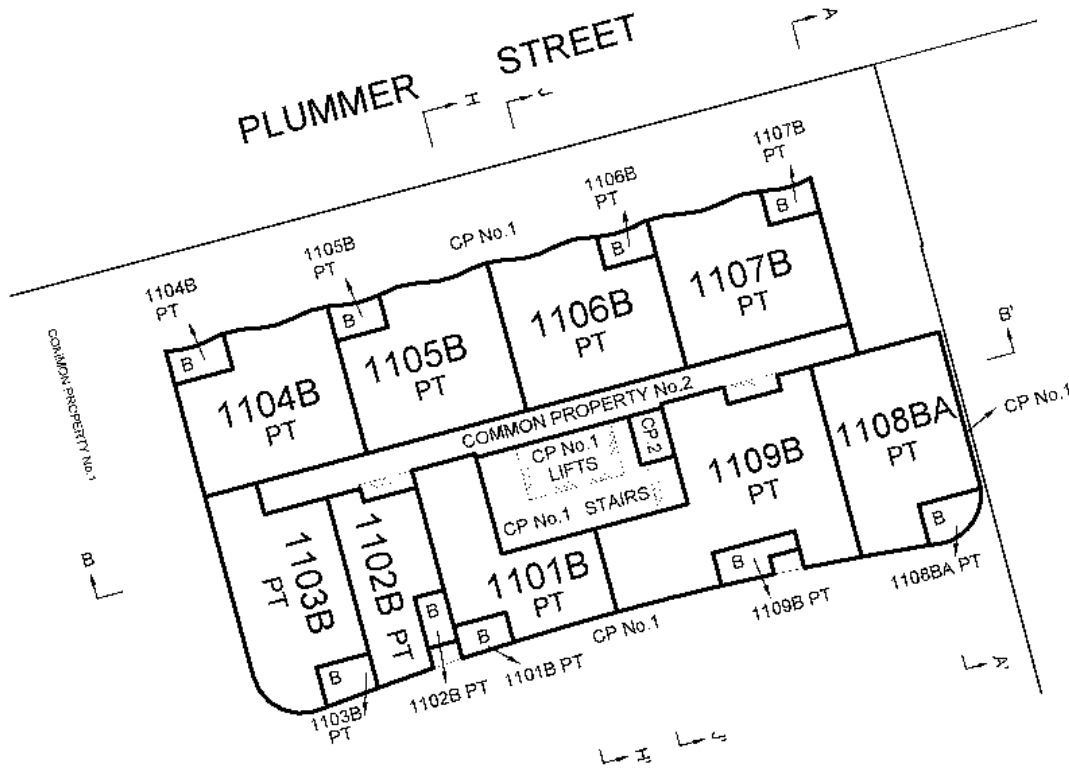 PLUMMER STREET
A
H
J
1107B
PT
1106B
PT
1105B
PT
1104B
PT
CP No.1
B
B
B
B
1107B
PT
1106B
PT
1105B
PT
1104B
PT
COMMON PROPERTY No.1
B'
CP No.1
COMMON PROPERTY No.2
CP No.1
LIFTS
CP.2
CP No.1 STAIRS
1108BA
PT
1109B
PT
1101B
PT
1102B PT
1103B
PT
B
B
B
B
B
B
1108BA PT
1109B PT
CP No.1
1101B PT
1102B PT
1103B
PT
A'
H'
J'